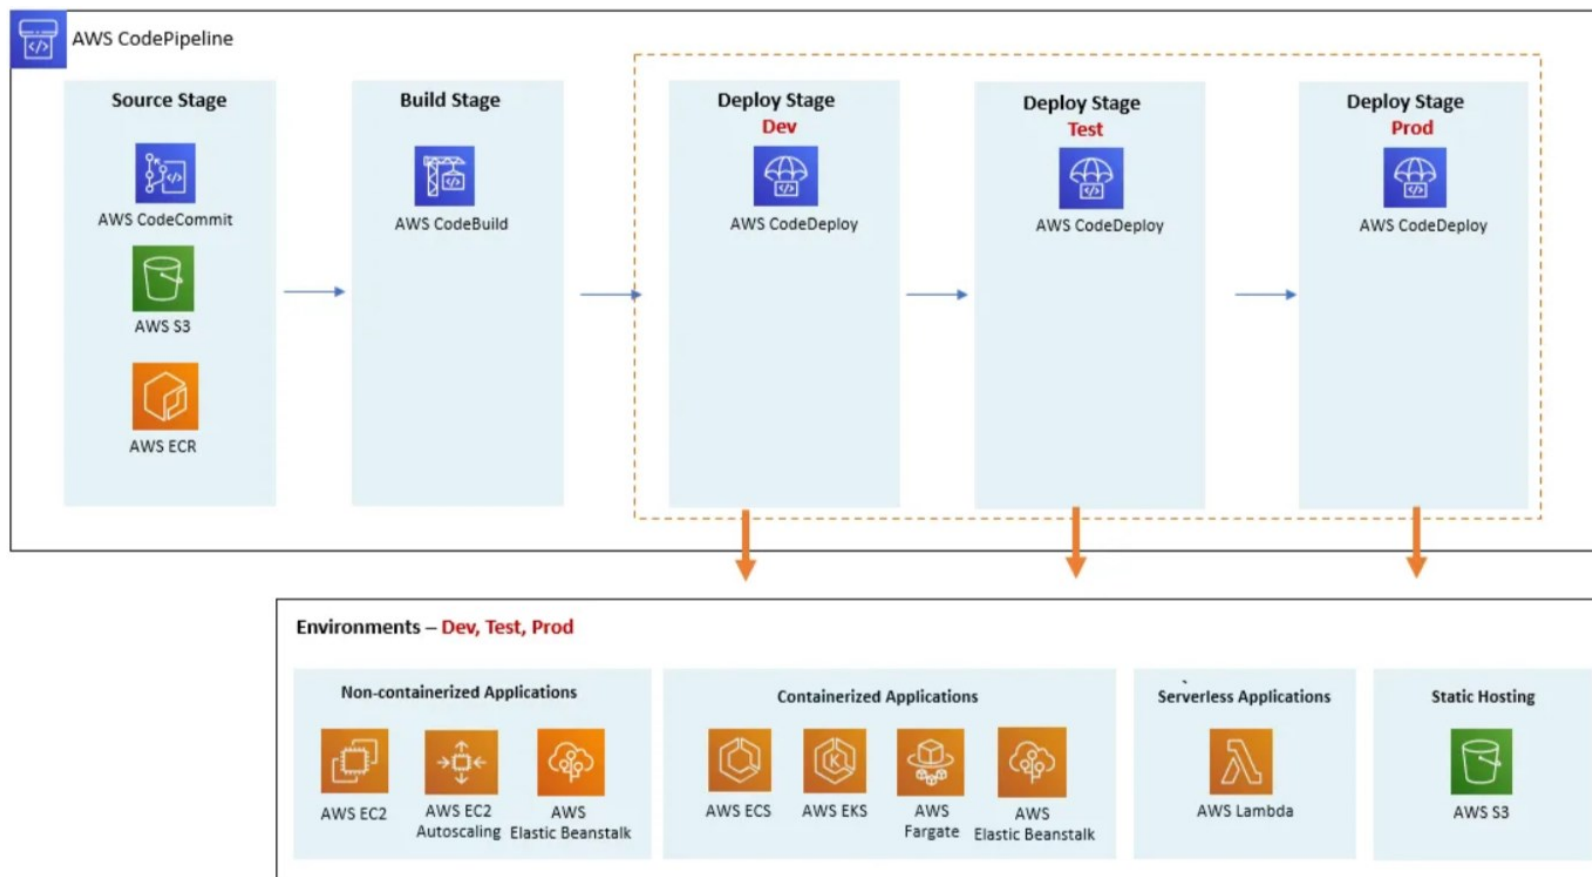 AWS CodePipeline
Source Stage
AWS CodeCommit
AWS S3
AWS ECR
Build Stage
AWS CodeBuild
Deploy Stage
Dev
AWS CodeDeploy
Deploy Stage
Test
AWS CodeDeploy
Deploy Stage
Prod
AWS CodeDeploy
Environments – Dev, Test, Prod
Non-containerized Applications
AWS EC2
AWS EC2
Autoscaling
AWS
Elastic Beanstalk
Containerized Applications
AWS ECS
AWS EKS
AWS
Fargate
AWS
Elastic Beanstalk
Serverless Applications
AWS Lambda
Static Hosting
AWS S3